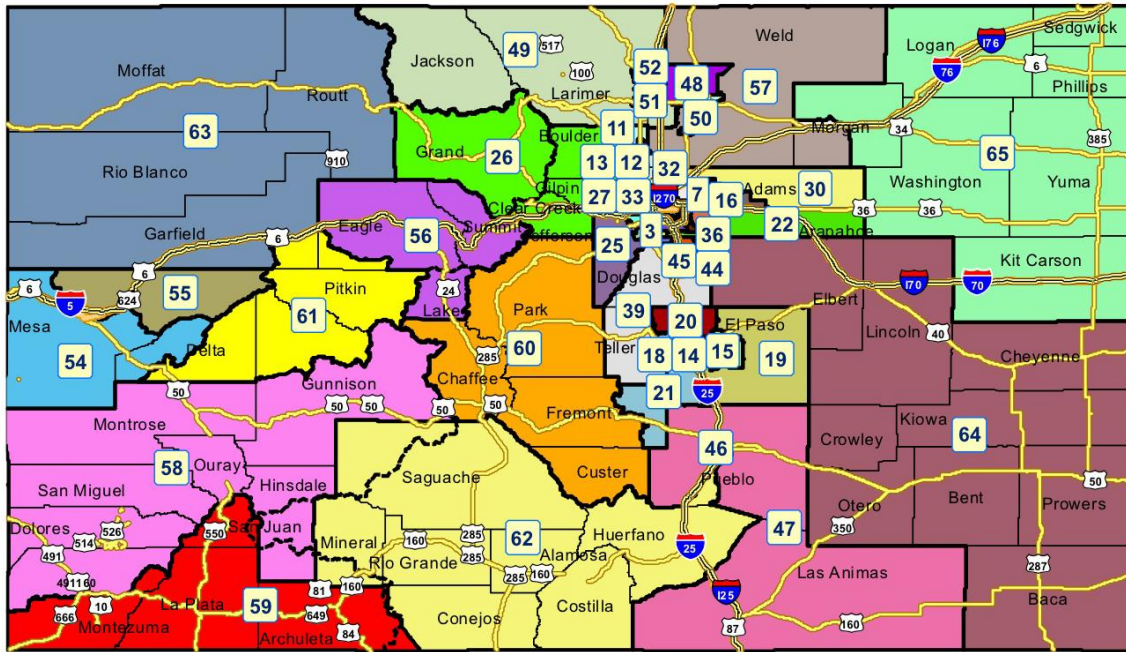 Sedgwick
Weld
Logan
I76
49
517
52
Jackson
76
6
Moffat
100
48
57
Phillips
Larimer
Routt
51
50
11
Morgan
34
385
Boulder
63
Grand
26
13
12
32
65
910
Rio Blanco
Gilpin
Adams
30
Washington
Yuma
27
33
I270
7
16
Clear Creek
36
36
22
Eagle
Summit
Jefferson
3
Arapahoe
Garfield
56
25
36
6
45
44
Kit Carson
6
Douglas
6
624
55
Pitkin
24
I70
70
5
Elbert
Mesa
Lake
Park
39
61
20
El Paso
Lincoln
Delta
40
54
285
60
Teller
18
14
15
19
Cheyenne
Chaffee
Gunnison
21
25
50
50
50
50
50
Fremont
Kiowa
Montrose
Crowley
64
46
58
Ouray
Custer
Saguache
Pueblo
50
San Miguel
Hinsdale
Otero
Bent
Prowers
Dolores
526
550
San Juan
285
62
47
350
514
Mineral
160
Huerfano
491
Rio Grande
285
Alamosa
25
287
491160
81
160
285
160
Las Animas
10
La Plata
59
I25
Baca
666
649
Conejos
Costilla
Montezuma
Archuleta
84
87
160